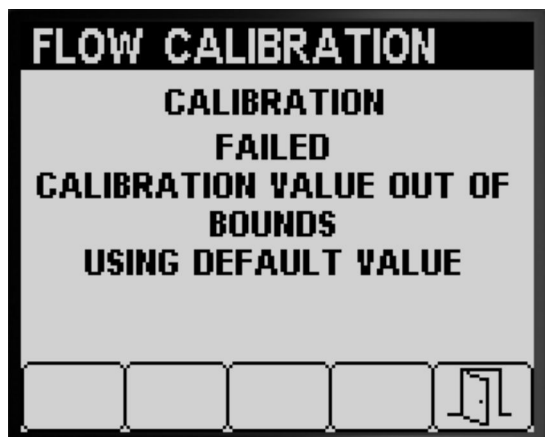 FLOW CALIBRATION
CALIBRATION
FAILED
CALIBRATION VALUE OUT OF
BOUNDS
USING DEFAULT VALUE